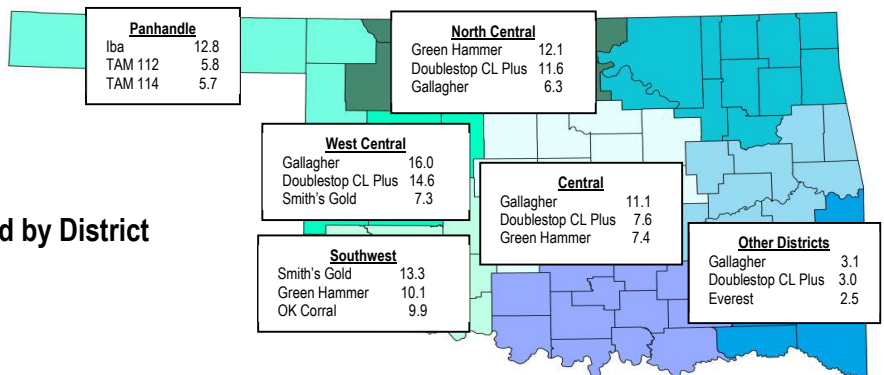 Panhandle
Iba 12.8
TAM 112 5.8
TAM 114 5.7
North Central
Green Hammer 12.1
Doublestop CL Plus 11.6
Gallagher 6.3
West Central
Gallagher 16.0
Doublestop CL Plus 14.6
Smith's Gold 7.3
Central
Gallagher 11.1
Doublestop CL Plus 7.6
Green Hammer 7.4
d by District
Southwest
Smith's Gold 13.3
Green Hammer 10.1
OK Corral 9.9
Other Districts
Gallagher 3.1
Doublestop CL Plus 3.0
Everest 2.5